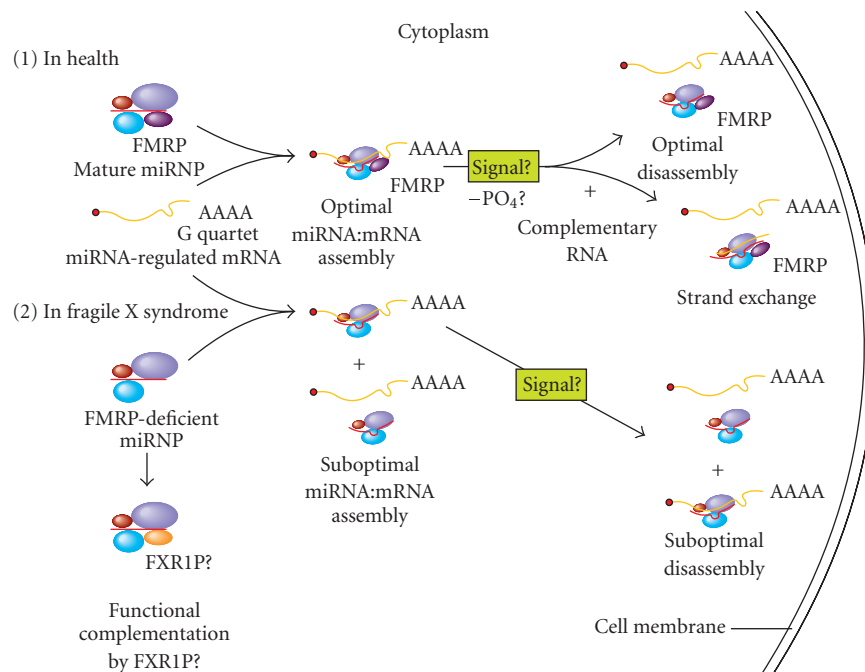 Cytoplasm
(1) In health
FMRP
Mature miRNP
AAAA
G quartet
miRNA-regulated mRNA
AAAA
FMRP
Optimal
miRNA:mRNA
assembly
Signal?
−PO4?
+
Complementary
RNA
AAAA
FMRP
Optimal
disassembly
AAAA
FMRP
Strand exchange
(2) In fragile X syndrome
FMRP-deficient
miRNP
FXR1P?
Functional
complementation
by FXR1P?
AAAA
+
AAAA
Suboptimal
miRNA:mRNA
assembly
Signal?
AAAA
+
AAAA
Suboptimal
disassembly
Cell membrane